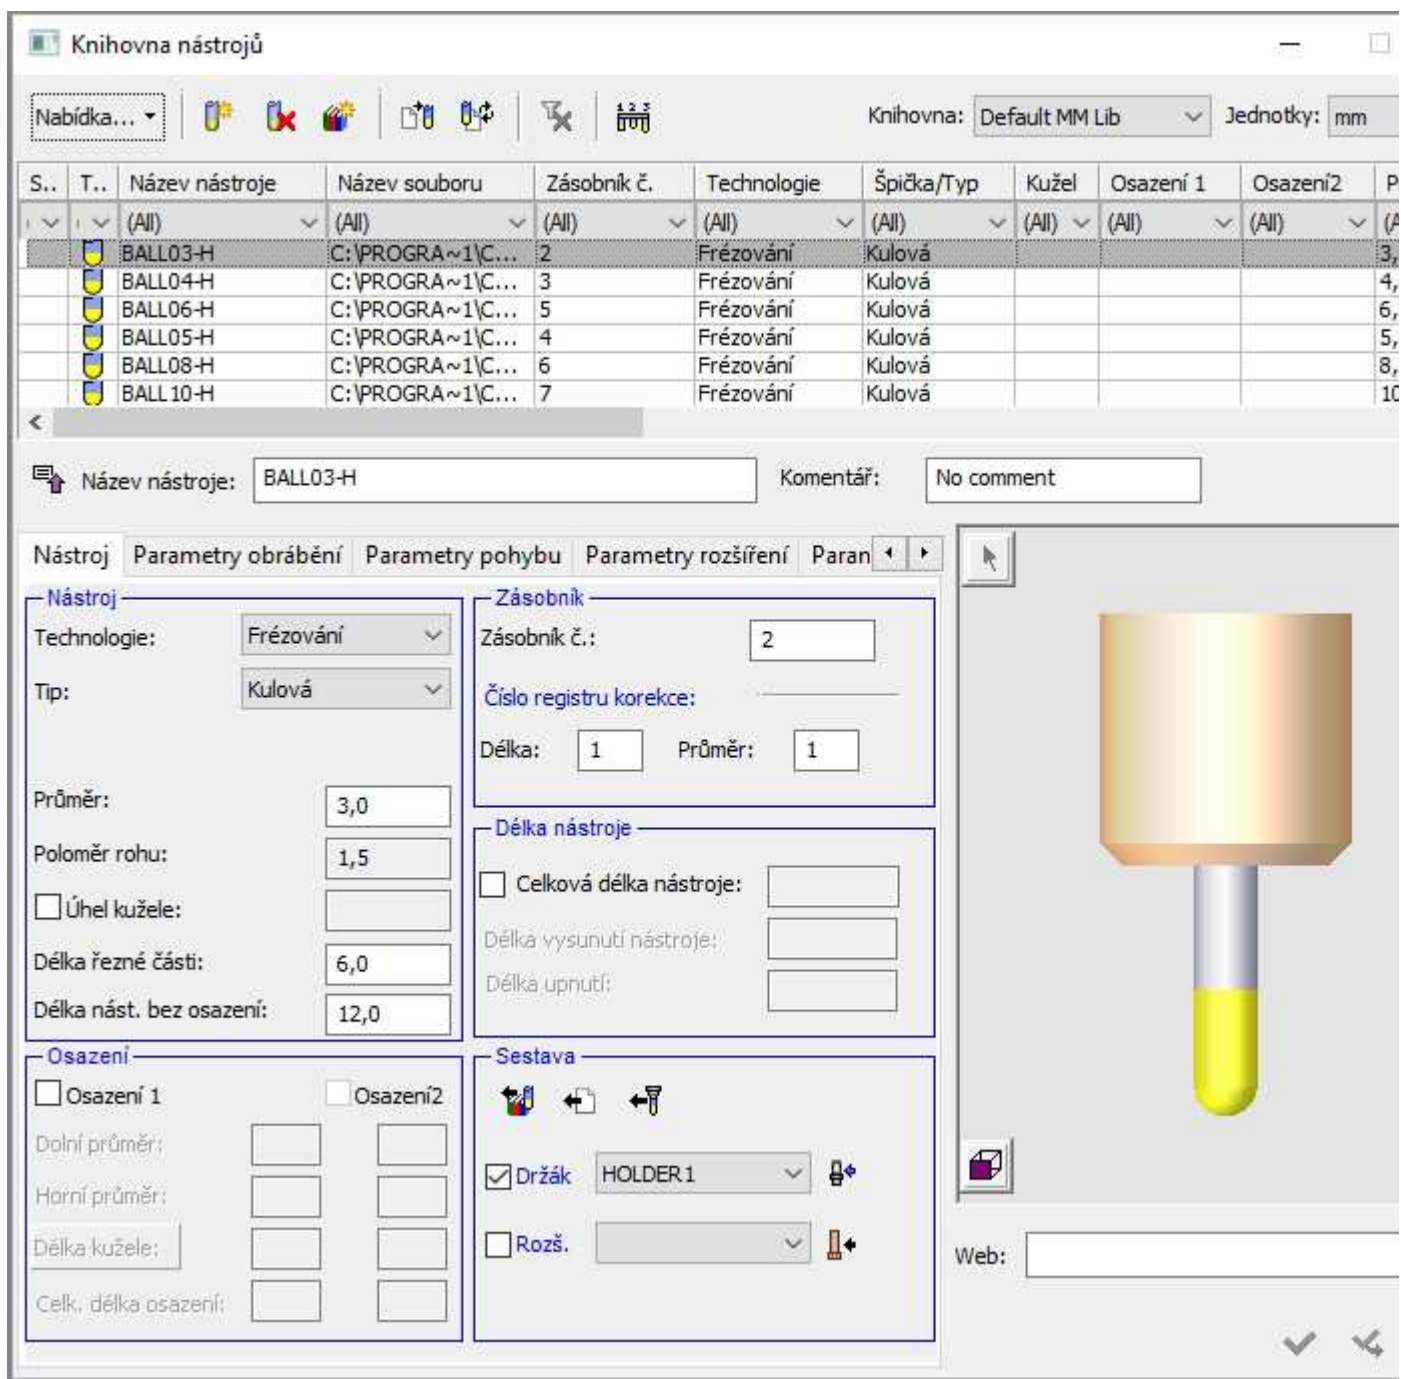 Knihovna nástrojů
Nabídka... Knihovna: Default MM Lib Jednotky: mm
S.. T.. Název nástroje Název souboru Zásobník č. Technologie Špička/Typ Kužel Osazení 1 Osazení2 P
(All) (All) (All) (All) (All) (All) (All) (All)
BALL03-H C:\PROGRA~1\C... 2 Frézování Kulová 3,
BALL04-H C:\PROGRA~1\C... 3 Frézování Kulová 4,
BALL06-H C:\PROGRA~1\C... 5 Frézování Kulová 6,
BALL05-H C:\PROGRA~1\C... 4 Frézování Kulová 5,
BALL08-H C:\PROGRA~1\C... 6 Frézování Kulová 8,
BALL10-H C:\PROGRA~1\C... 7 Frézování Kulová 10
Název nástroje: BALL03-H Komentář: No comment
Nástroj Parametry obrábění Parametry pohybu Parametry rozšíření Paran
Nástroj
Technologie: Frézování
Tip: Kulová
Průměr: 3,0
Poloměr rohu: 1,5
Úhel kužele:
Délka řezné části: 6,0
Délka nást. bez osazení: 12,0
Zásobník
Zásobník č.: 2
Číslo registru korekce:
Délka: 1 Průměr: 1
Délka nástroje
Celková délka nástroje:
Délka vysunutí nástroje:
Délka upnutí:
Osazení
Osazení 1 Osazení2
Dolní průměr:
Horní průměr:
Délka kužele:
Celk. délka osazení:
Sestava
Držák HOLDER1
Rozš.
Web: